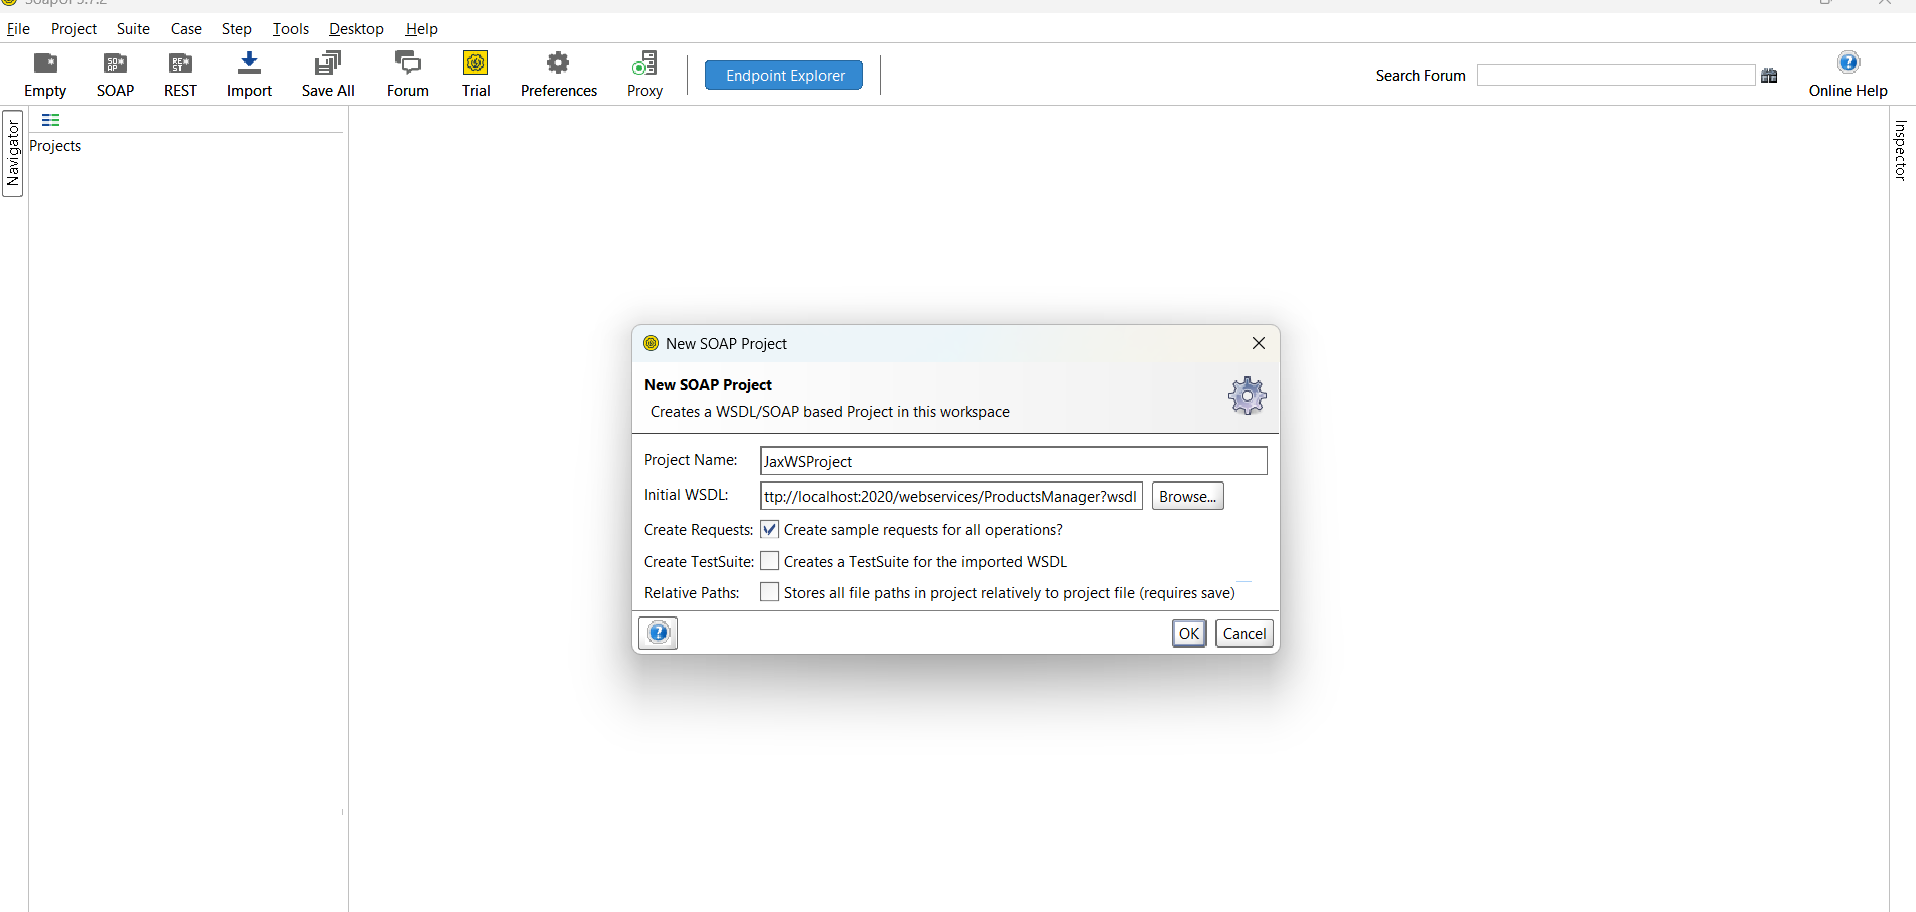 SoapUI 5.7.2
File Project Suite Case Step Tools Desktop Help
Empty SOAP REST Import Save All Forum Trial Preferences Proxy Endpoint Explorer Search Forum Online Help
Navigator
Projects
Inspector
New SOAP Project
New SOAP Project
Creates a WSDL/SOAP based Project in this workspace
Project Name: JaxWSProject
Initial WSDL: ttp://localhost:2020/webservices/ProductsManager?wsdl Browse...
Create Requests: Create sample requests for all operations?
Create TestSuite: Creates a TestSuite for the imported WSDL
Relative Paths: Stores all file paths in project relatively to project file (requires save)
OK Cancel